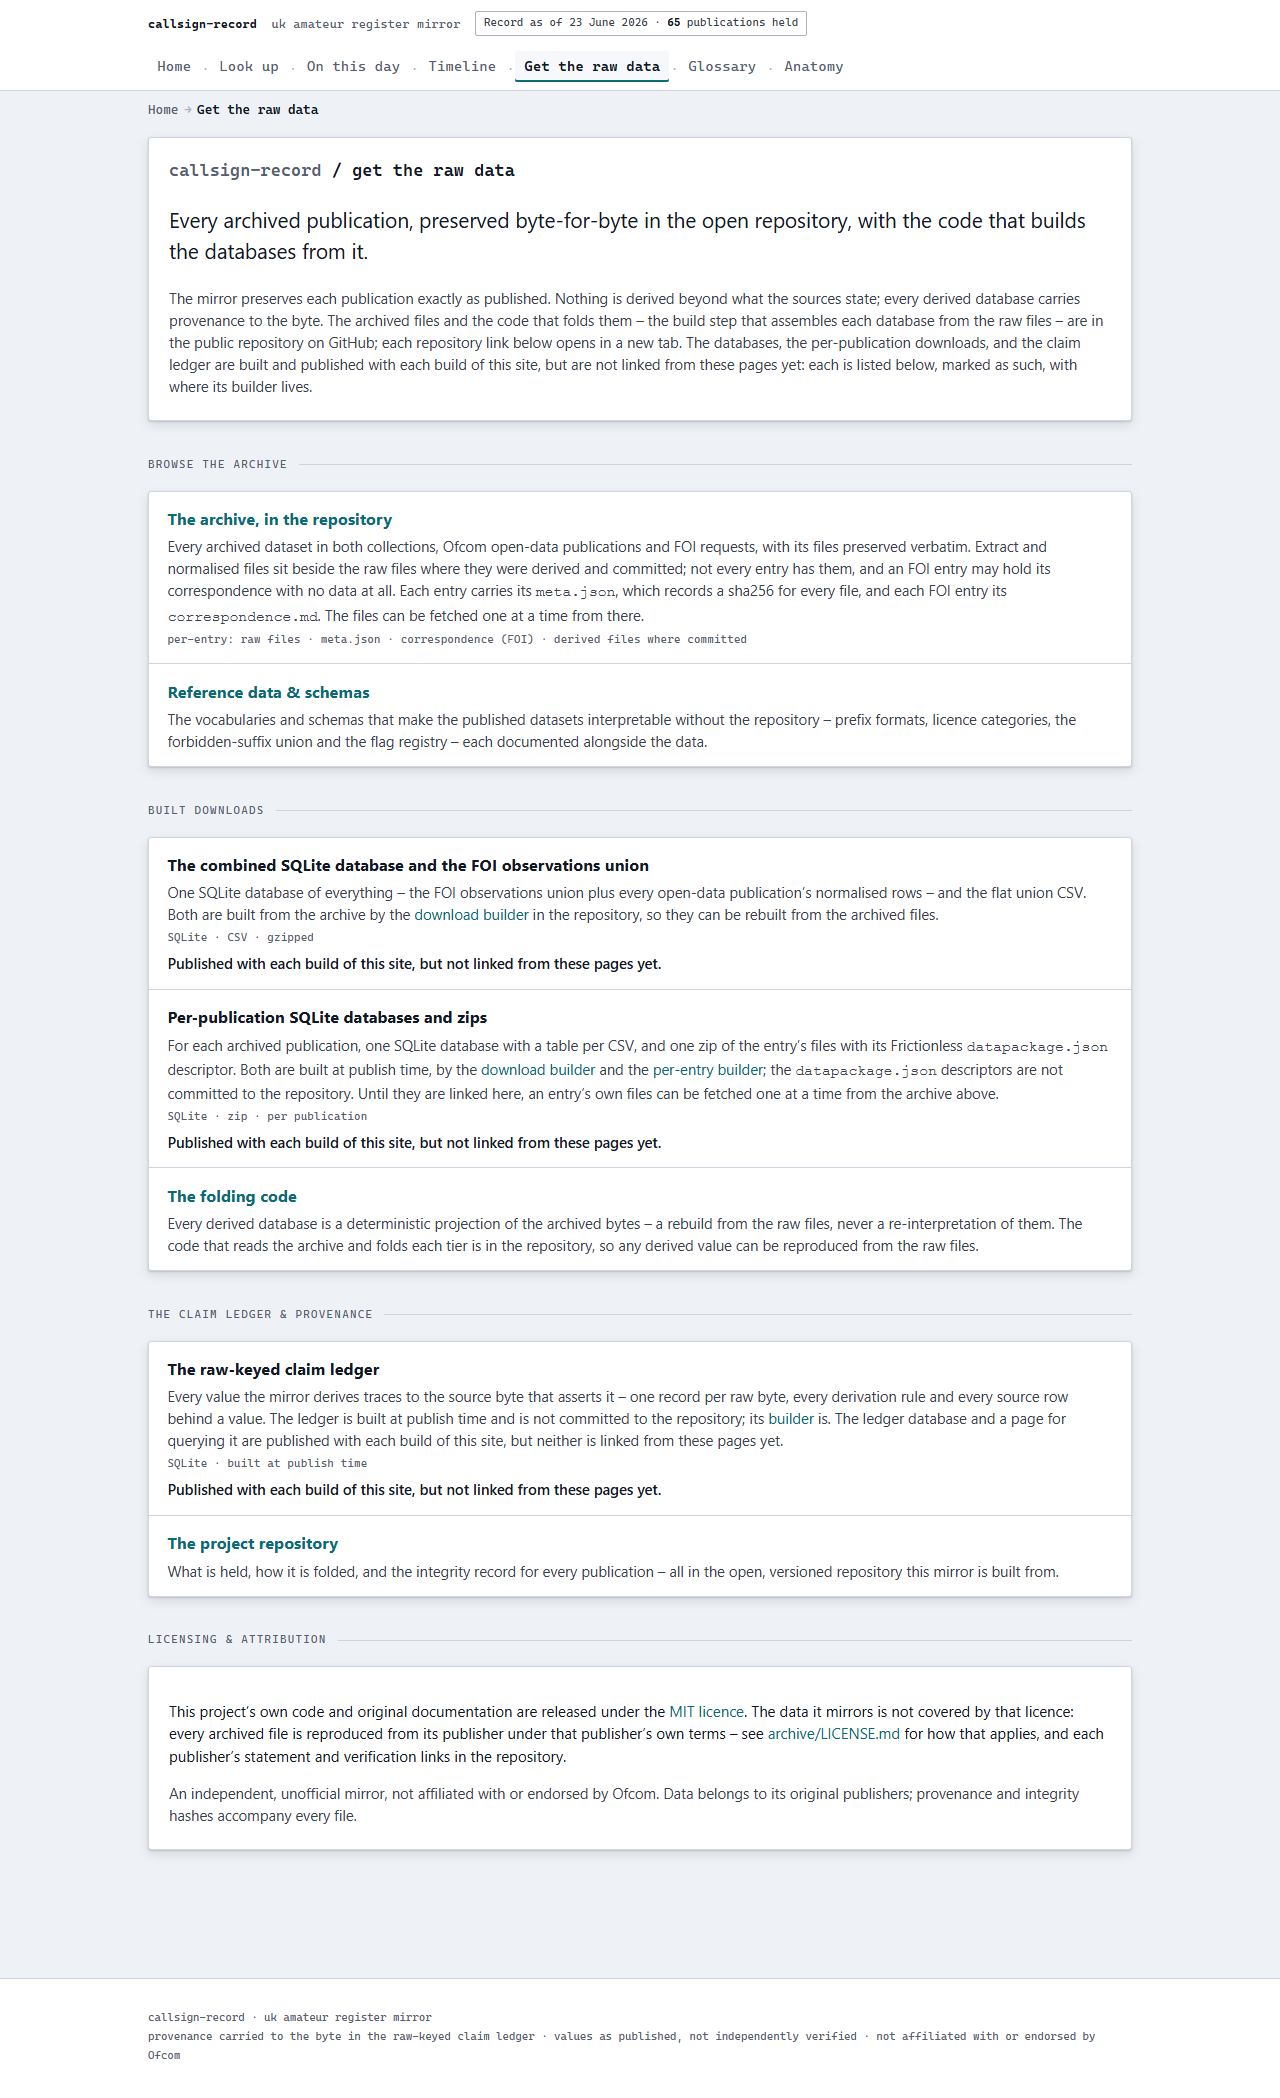 callsign-record uk amateur register mirror Record as of 23 June 2026 · 65 publications held
Home · Look up · On this day · Timeline · Get the raw data · Glossary · Anatomy
Home → Get the raw data
callsign-record / get the raw data
Every archived publication, preserved byte-for-byte in the open repository, with the code that builds
the databases from it.
The mirror preserves each publication exactly as published. Nothing is derived beyond what the sources state; every derived database carries
provenance to the byte. The archived files and the code that folds them – the build step that assembles each database from the raw files – are in
the public repository on GitHub; each repository link below opens in a new tab. The databases, the per-publication downloads, and the claim
ledger are built and published with each build of this site, but are not linked from these pages yet: each is listed below, marked as such, with
where its builder lives.
BROWSE THE ARCHIVE
The archive, in the repository
Every archived dataset in both collections, Ofcom open-data publications and FOI requests, with its files preserved verbatim. Extract and
normalised files sit beside the raw files where they were derived and committed; not every entry has them, and an FOI entry may hold its
correspondence with no data at all. Each entry carries its meta.json, which records a sha256 for every file, and each FOI entry its
correspondence.md. The files can be fetched one at a time from there.
per-entry: raw files · meta.json · correspondence (FOI) · derived files where committed
Reference data & schemas
The vocabularies and schemas that make the published datasets interpretable without the repository – prefix formats, licence categories, the
forbidden-suffix union and the flag registry – each documented alongside the data.
BUILT DOWNLOADS
The combined SQLite database and the FOI observations union
One SQLite database of everything – the FOI observations union plus every open-data publication’s normalised rows – and the flat union CSV.
Both are built from the archive by the download builder in the repository, so they can be rebuilt from the archived files.
SQLite · CSV · gzipped
Published with each build of this site, but not linked from these pages yet.
Per-publication SQLite databases and zips
For each archived publication, one SQLite database with a table per CSV, and one zip of the entry’s files with its Frictionless datapackage.json
descriptor. Both are built at publish time, by the download builder and the per-entry builder; the datapackage.json descriptors are not
committed to the repository. Until they are linked here, an entry’s own files can be fetched one at a time from the archive above.
SQLite · zip · per publication
Published with each build of this site, but not linked from these pages yet.
The folding code
Every derived database is a deterministic projection of the archived bytes – a rebuild from the raw files, never a re-interpretation of them. The
code that reads the archive and folds each tier is in the repository, so any derived value can be reproduced from the raw files.
THE CLAIM LEDGER & PROVENANCE
The raw-keyed claim ledger
Every value the mirror derives traces to the source byte that asserts it – one record per raw byte, every derivation rule and every source row
behind a value. The ledger is built at publish time and is not committed to the repository; its builder is. The ledger database and a page for
querying it are published with each build of this site, but neither is linked from these pages yet.
SQLite · built at publish time
Published with each build of this site, but not linked from these pages yet.
The project repository
What is held, how it is folded, and the integrity record for every publication – all in the open, versioned repository this mirror is built from.
LICENSING & ATTRIBUTION
This project’s own code and original documentation are released under the MIT licence. The data it mirrors is not covered by that licence:
every archived file is reproduced from its publisher under that publisher’s own terms – see archive/LICENSE.md for how that applies, and each
publisher’s statement and verification links in the repository.
An independent, unofficial mirror, not affiliated with or endorsed by Ofcom. Data belongs to its original publishers; provenance and integrity
hashes accompany every file.
callsign-record · uk amateur register mirror
provenance carried to the byte in the raw-keyed claim ledger · values as published, not independently verified · not affiliated with or endorsed by
Ofcom